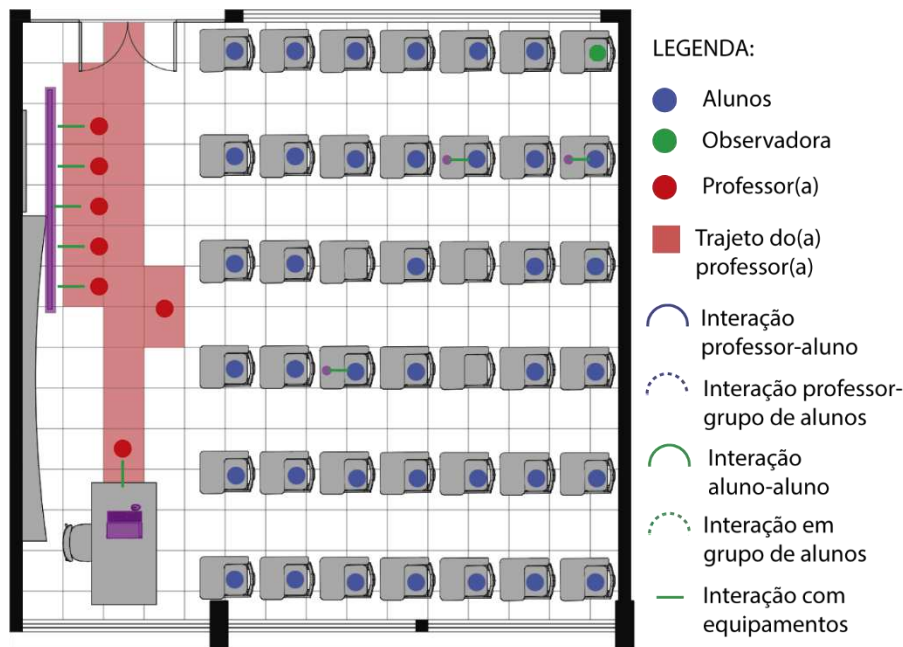 LEGENDA:
Alunos
Observadora
Professor(a)
Trajeto do(a)
professor(a)
Interação
professor-aluno
Interação professor-
grupo de alunos
Interação
aluno-aluno
Interação em
grupo de alunos
Interação com
equipamentos